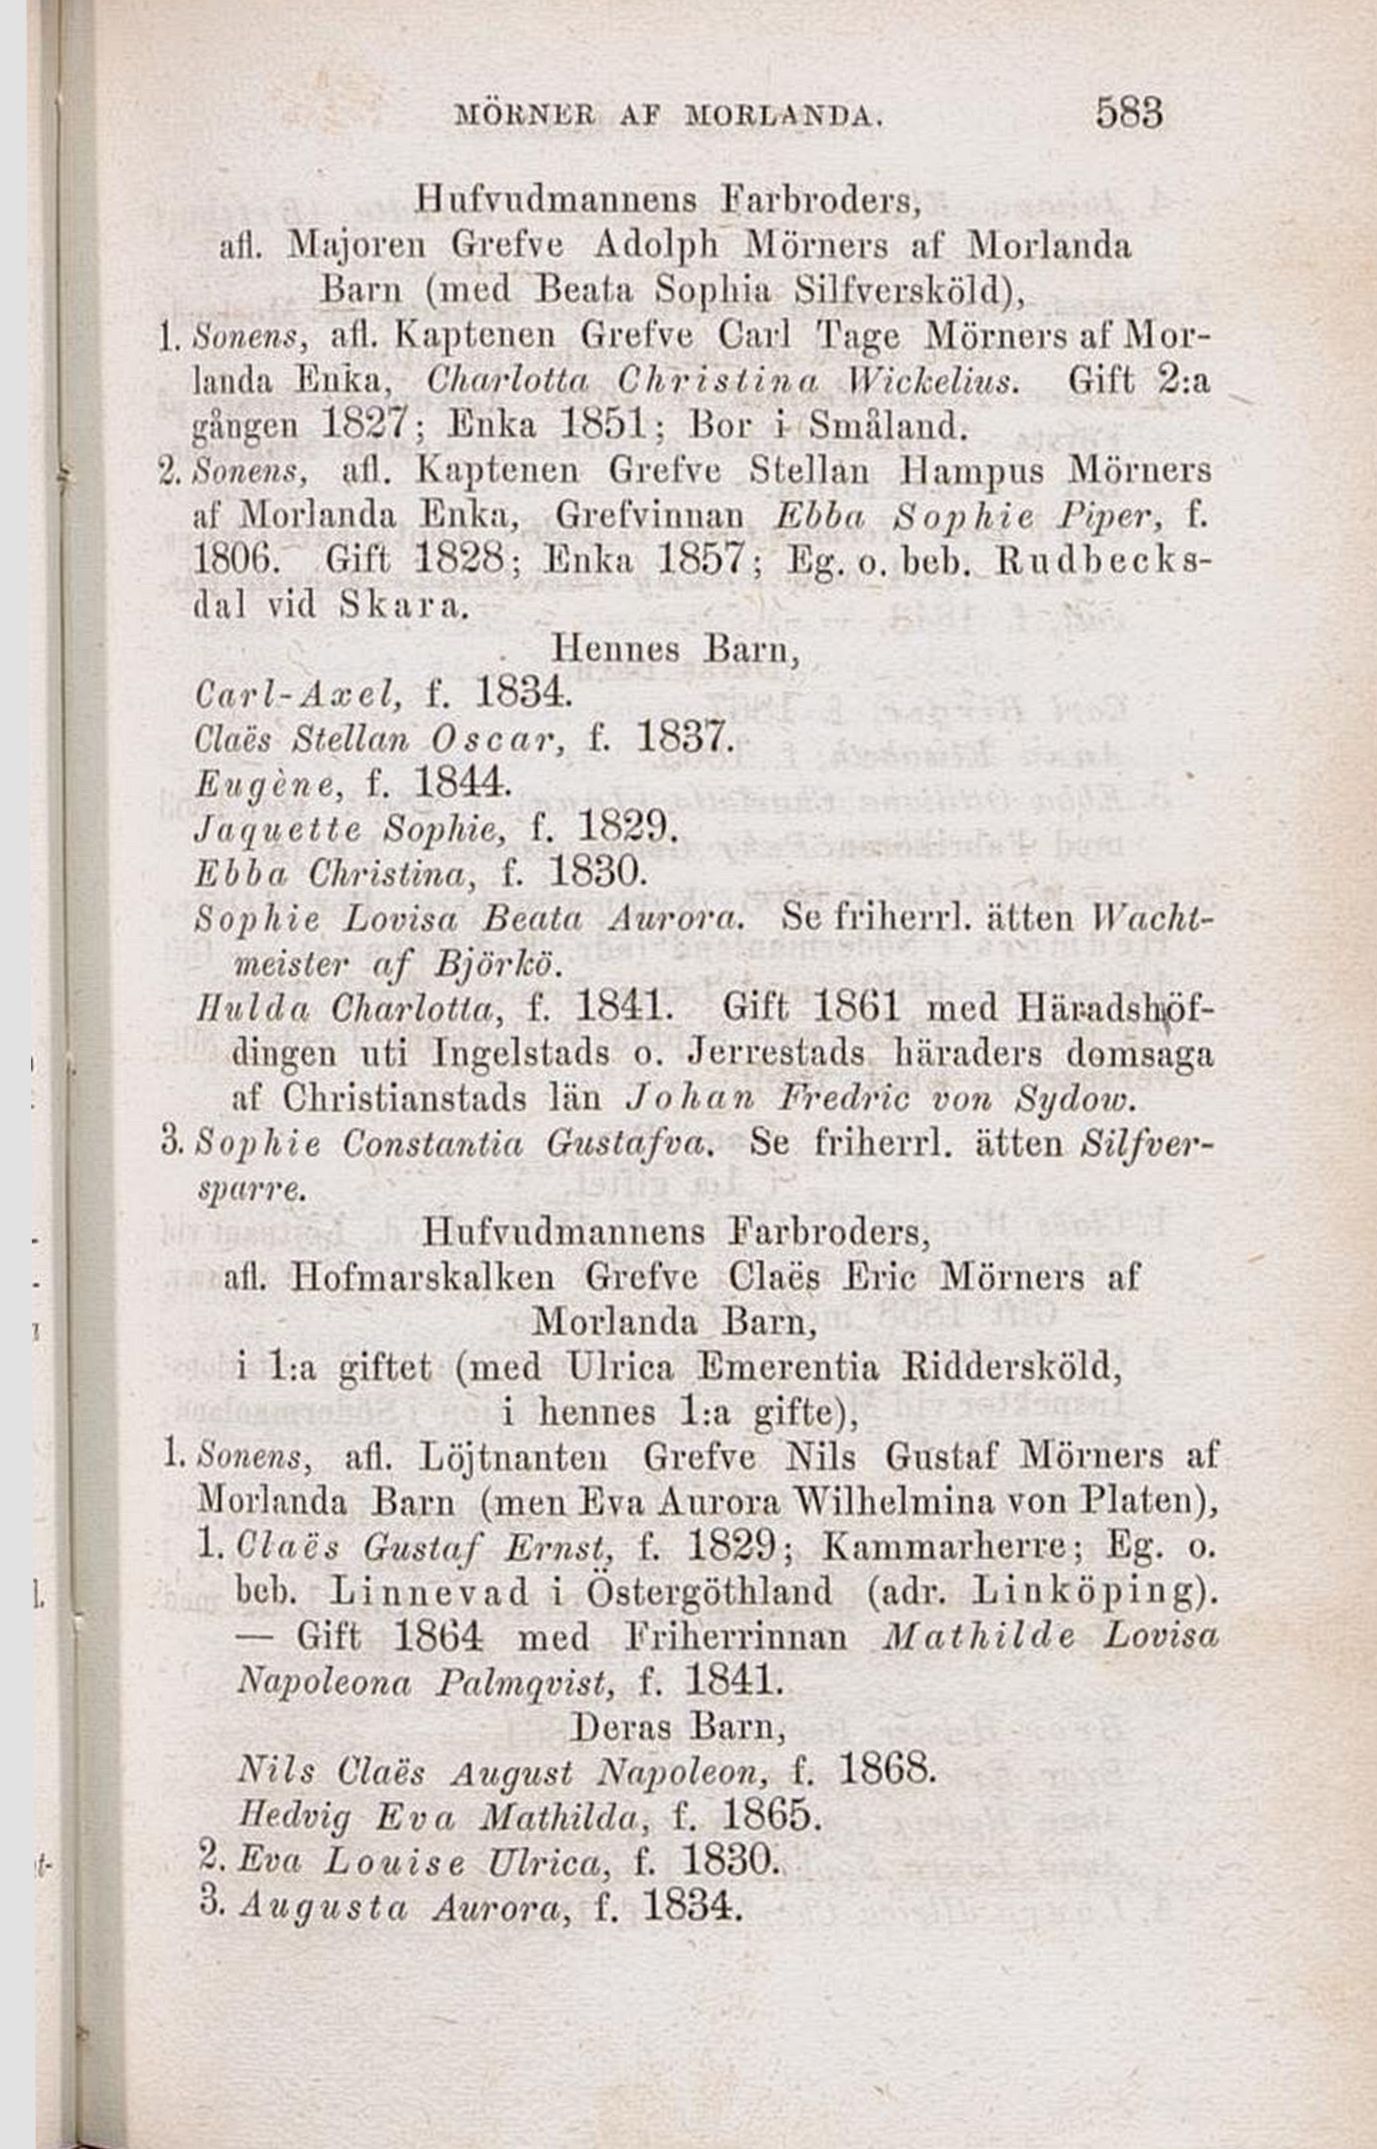 MÖRNER AF MORLANDA. 583
Hufvudmannens Farbroders,
afl. Majoren Grefve Adolph Mörners af Morlanda
Barn (med Beata Sophia Silfversköld),
1. Sonens, afl. Kaptenen Grefve Carl Tage Mörners af Mor-
landa Enka, Charlotta Christina Wickelius. Gift 2:a
gången 1827; Enka 1851; Bor i Småland.
2. Sonens, afl. Kaptenen Grefve Stellan Hampus Mörners
af Morlanda Enka, Grefvinnan Ebba Sophie Piper, f.
1806. Gift 1828; Enka 1857; Eg. o. beb. Rudbecks-
dal vid Skara.
Hennes Barn,
Carl-Axel, f. 1834.
Claës Stellan Oscar, f. 1837.
Eugène, f. 1844.
Jaquette Sophie, f. 1829.
Ebba Christina, f. 1830.
Sophie Lovisa Beata Aurora. Se friherrl. ätten Wacht-
meister af Björkö.
Hulda Charlotta, f. 1841. Gift 1861 med Häradshöf-
dingen uti Ingelstads o. Jerrestads häraders domsaga
af Christianstads län Johan Fredric von Sydow.
3. Sophie Constantia Gustafva. Se friherrl. ätten Silfver-
sparre.
Hufvudmannens Farbroders,
afl. Hofmarskalken Grefve Claës Eric Mörners af
Morlanda Barn,
i 1:a giftet (med Ulrica Emerentia Riddersköld,
i hennes 1:a gifte),
1. Sonens, afl. Löjtnanten Grefve Nils Gustaf Mörners af
Morlanda Barn (men Eva Aurora Wilhelmina von Platen),
1. Claës Gustaf Ernst, f. 1829; Kammarherre; Eg. o.
beb. Linnevad i Östergöthland (adr. Linköping).
— Gift 1864 med Friherrinnan Mathilde Lovisa
Napoleona Palmqvist, f. 1841.
Deras Barn,
Nils Claës August Napoleon, f. 1868.
Hedvig Eva Mathilda, f. 1865.
2. Eva Louise Ulrica, f. 1830.
3. Augusta Aurora, f. 1834.